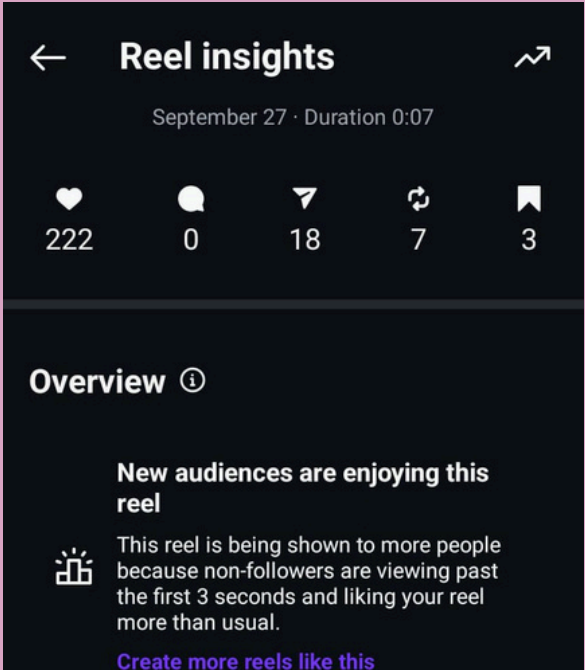 Reel insights
September 27 · Duration 0:07
222 0 18 7 3
Overview
New audiences are enjoying this
reel
This reel is being shown to more people
because non-followers are viewing past
the first 3 seconds and liking your reel
more than usual.
Create more reels like this